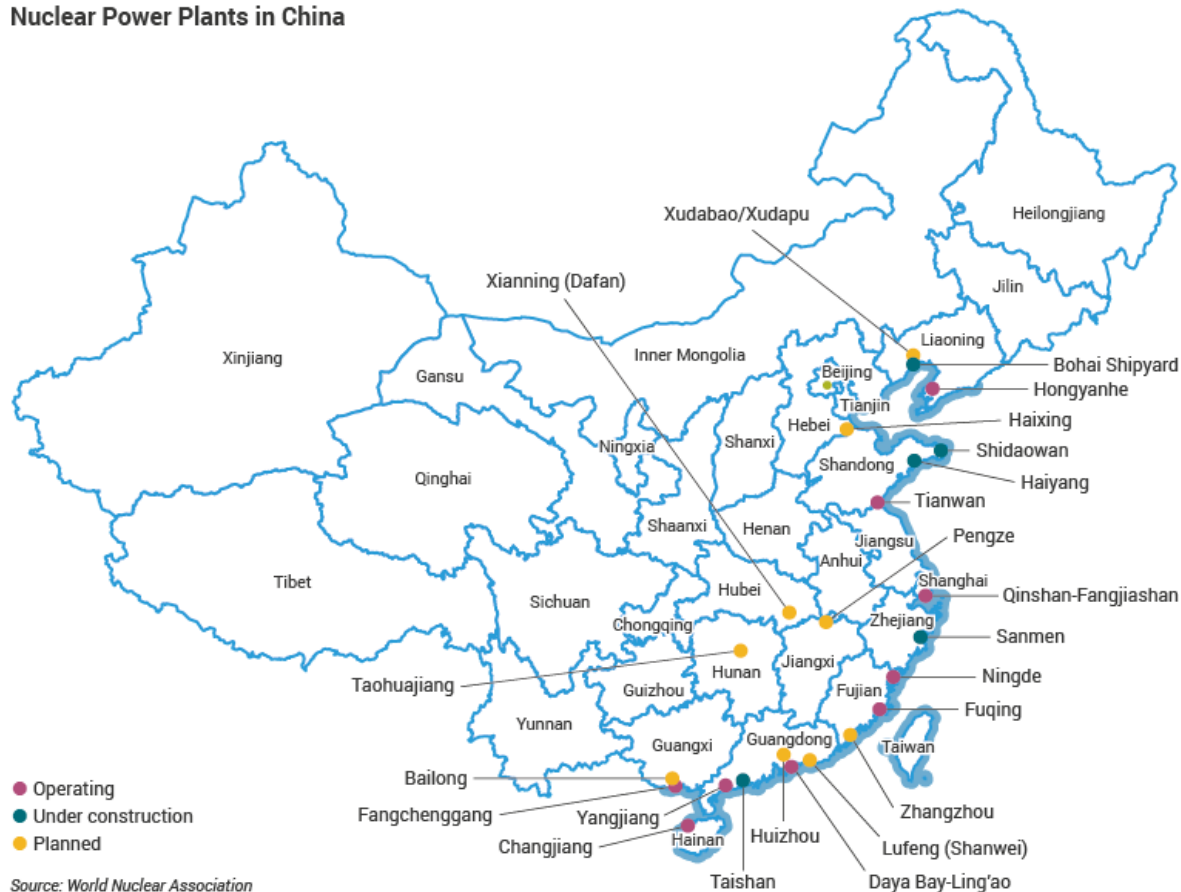 Nuclear Power Plants in China
Heilongjiang
Xudabao/Xudapu
Xianning (Dafan)
Jilin
Liaoning
Xinjiang
Inner Mongolia
Bohai Shipyard
Gansu
Beijing
Hongyanhe
Tianjin
Haixing
Hebei
Ningxia
Shanxi
Shidaowan
Shandong
Qinghai
Haiyang
Tianwan
Shaanxi
Henan
Pengze
Jiangsu
Anhui
Tibet
Shanghai
Hubei
Qinshan-Fangjiashan
Sichuan
Zhejiang
Chongqing
Sanmen
Jiangxi
Hunan
Ningde
Taohuajiang
Guizhou
Fujian
Fuqing
Yunnan
Guangdong
Guangxi
Taiwan
Bailong
Operating
Zhangzhou
Fangchenggang
Yangjiang
Under construction
Huizhou
Hainan
Planned
Changjiang
Lufeng (Shanwei)
Taishan
Daya Bay-Ling'ao
Source: World Nuclear Association